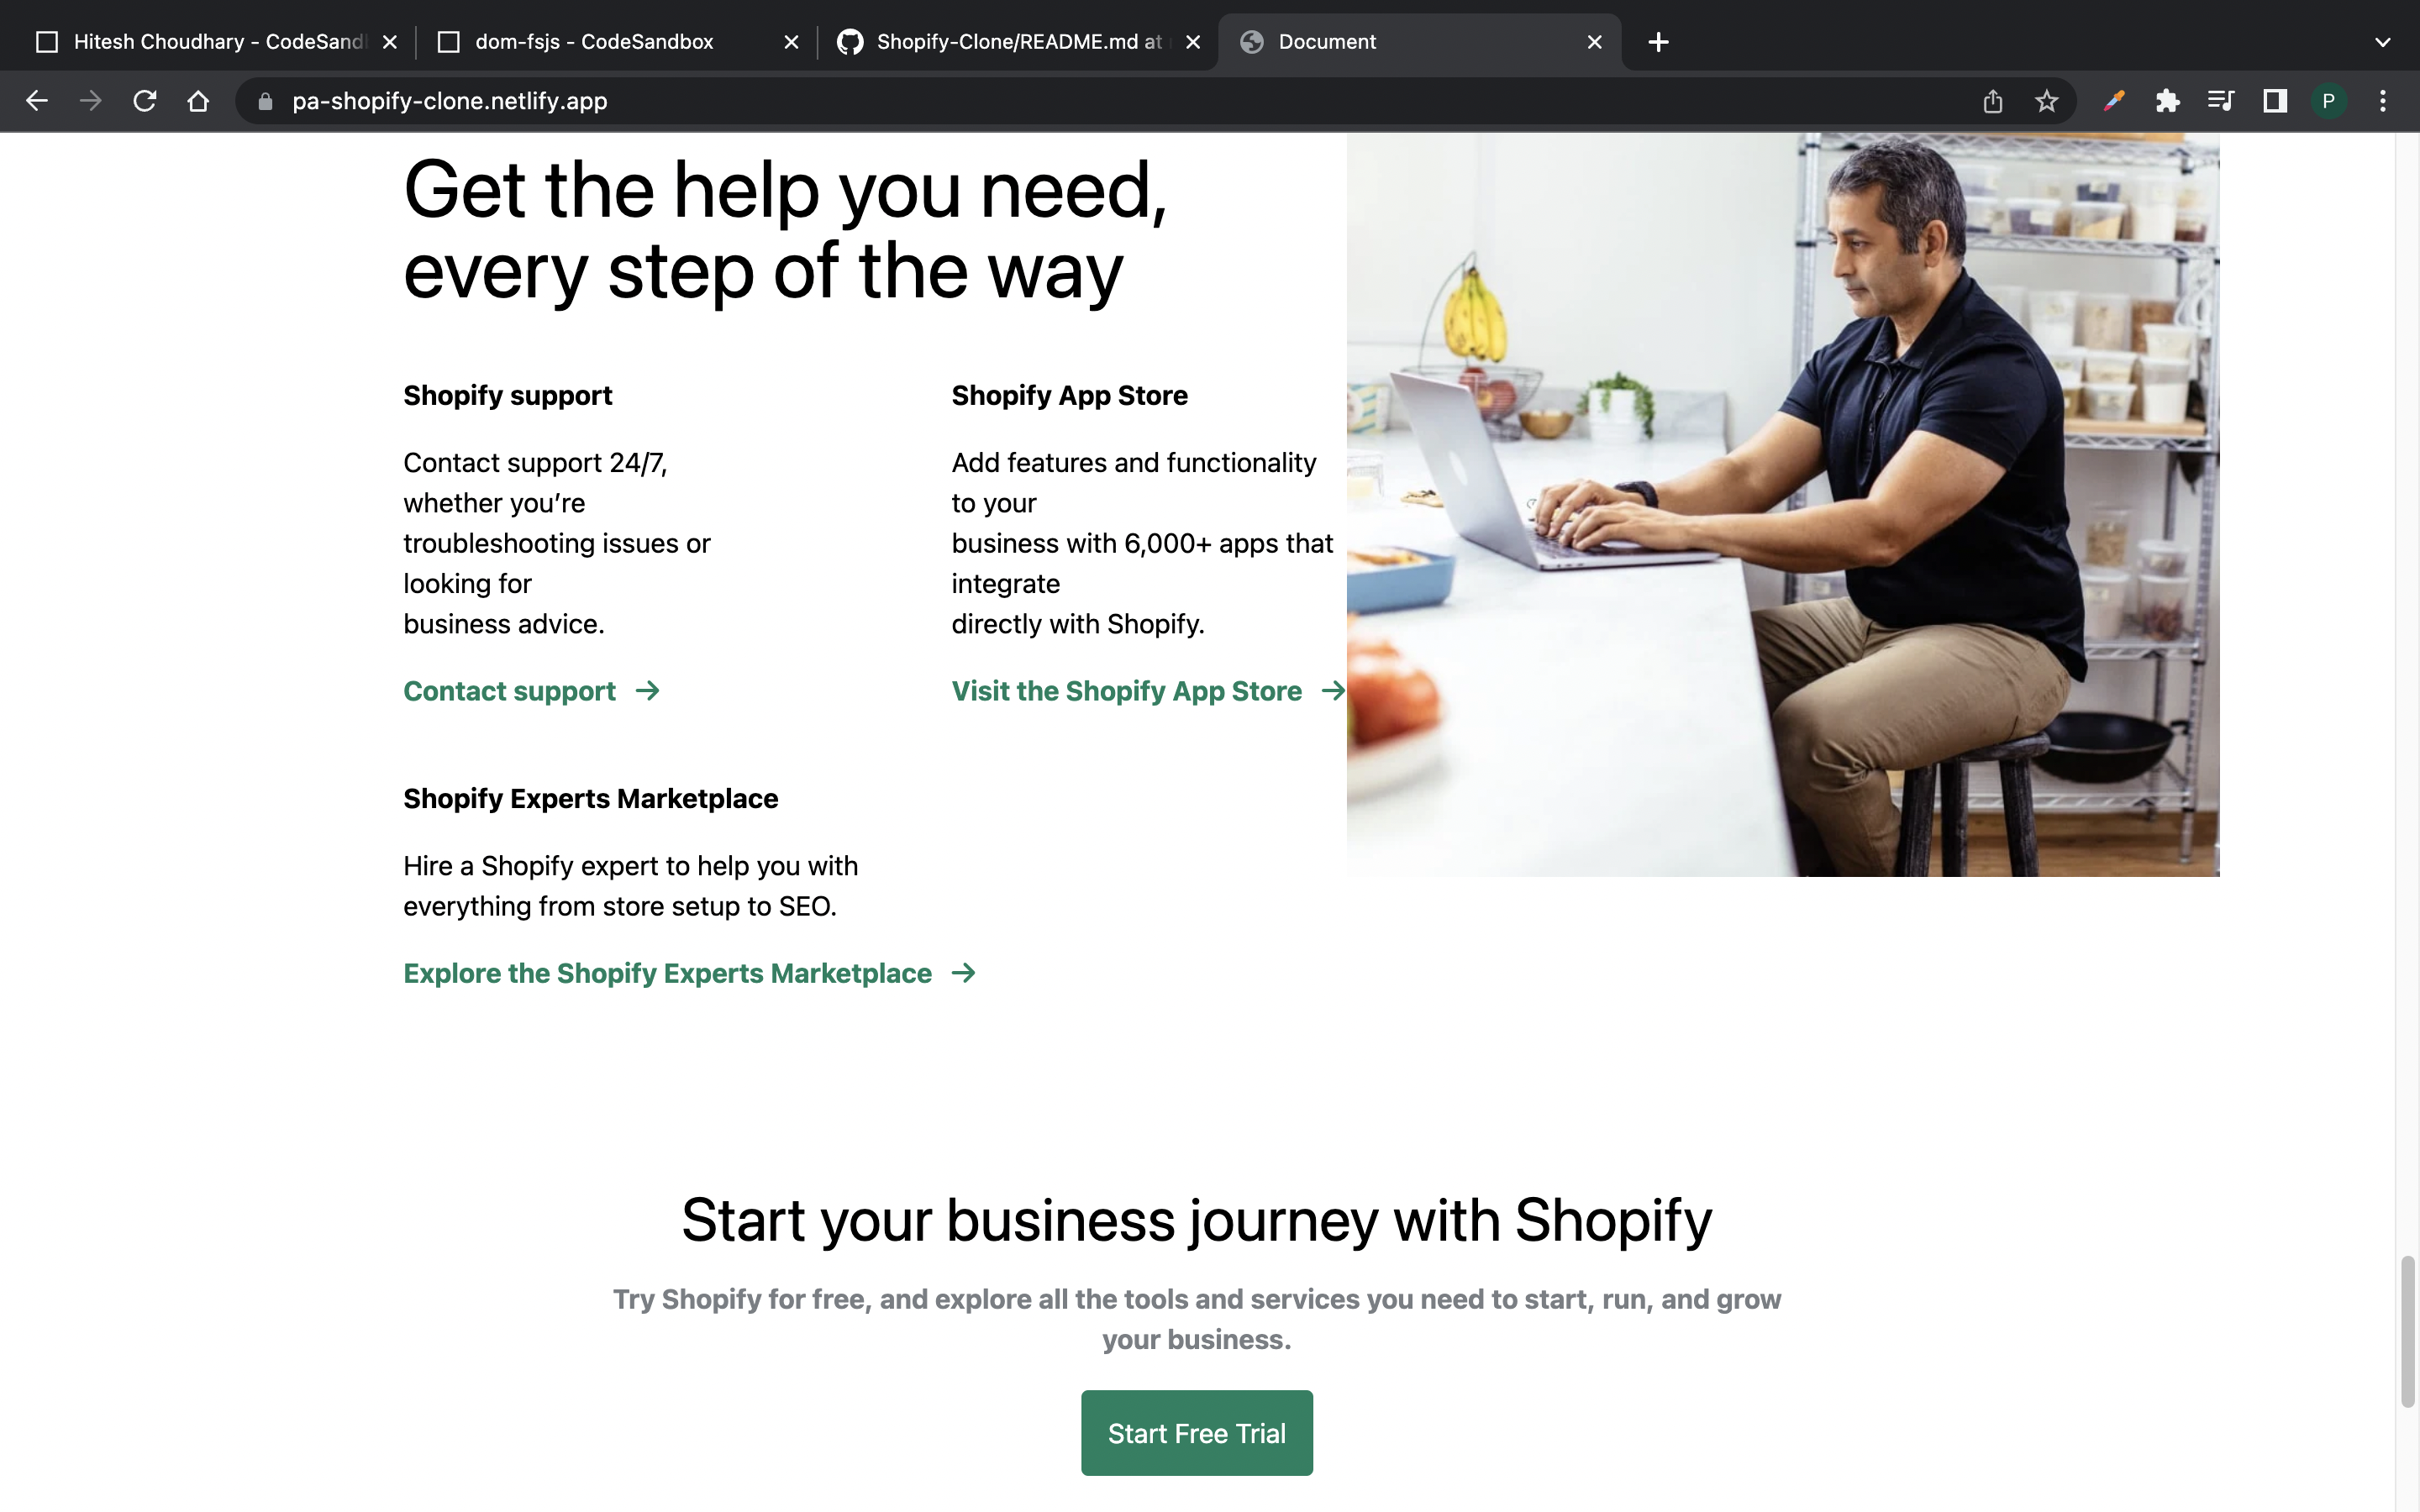 Hitesh Choudhary - CodeSand
dom-fsjs - CodeSandbox
Shopify-Clone/README.md at
Document
pa-shopify-clone.netlify.app
P
Get the help you need,
every step of the way
Shopify support
Contact support 24/7,
whether you’re
troubleshooting issues or
looking for
business advice.
Contact support →
Shopify App Store
Add features and functionality
to your
business with 6,000+ apps that
integrate
directly with Shopify.
Visit the Shopify App Store →
Shopify Experts Marketplace
Hire a Shopify expert to help you with
everything from store setup to SEO.
Explore the Shopify Experts Marketplace →
Start your business journey with Shopify
Try Shopify for free, and explore all the tools and services you need to start, run, and grow
your business.
Start Free Trial